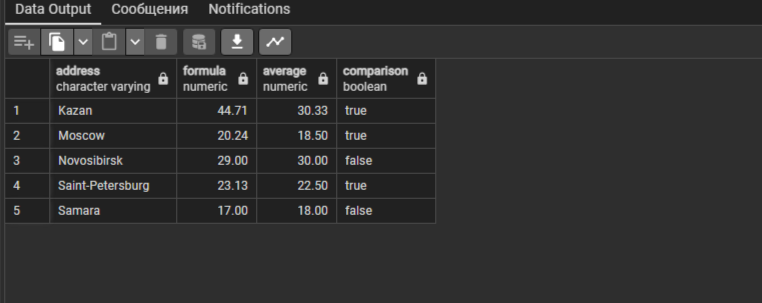 Data Output Сообщения Notifications
address formula average comparison
character varying numeric numeric boolean
1 Kazan 44.71 30.33 true
2 Moscow 20.24 18.50 true
3 Novosibirsk 29.00 30.00 false
4 Saint-Petersburg 23.13 22.50 true
5 Samara 17.00 18.00 false